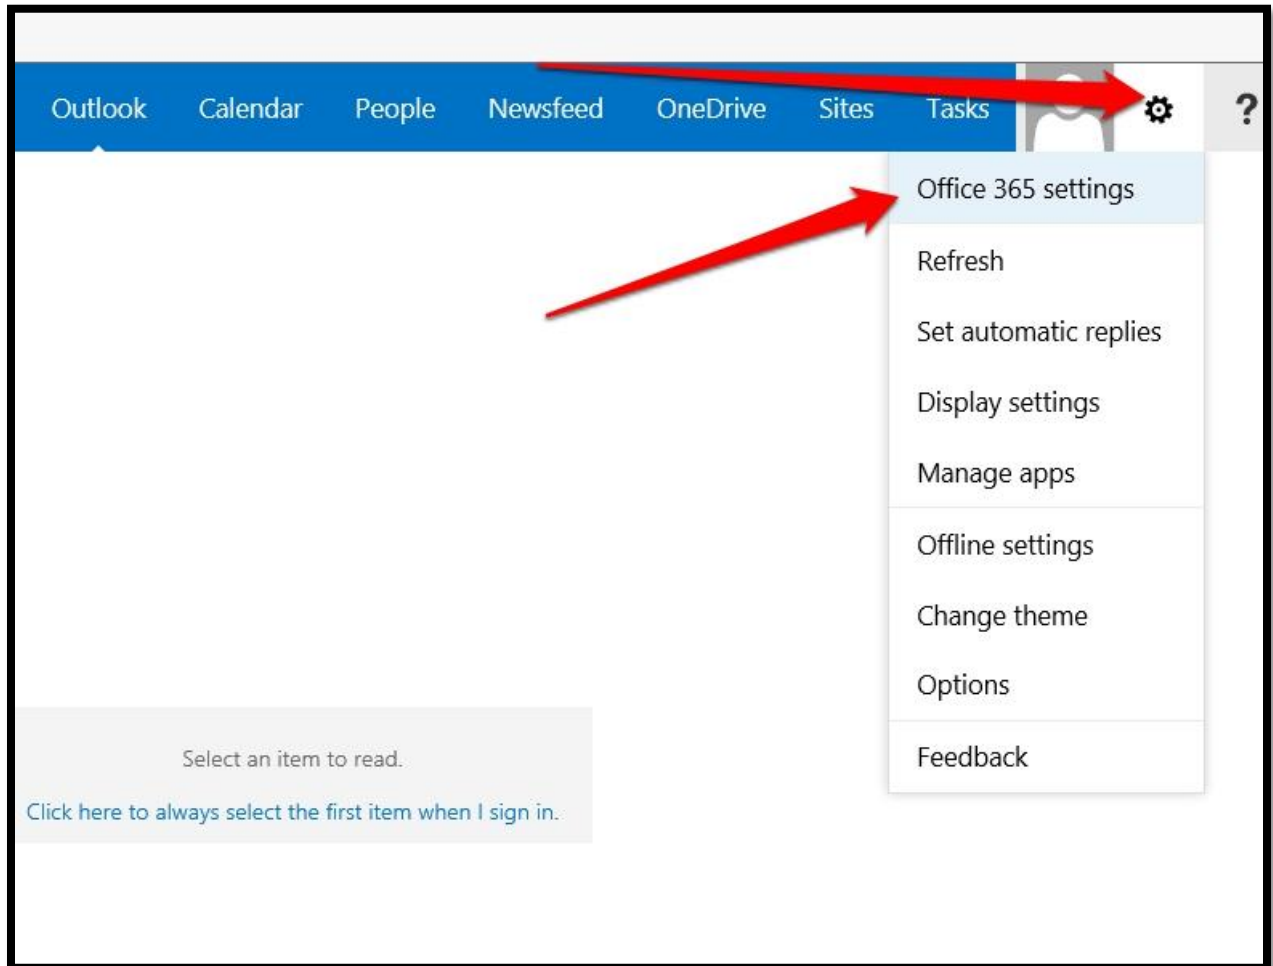 Outlook Calendar People Newsfeed OneDrive Sites Tasks ?
Office 365 settings
Refresh
Set automatic replies
Display settings
Manage apps
Offline settings
Change theme
Options
Feedback
Select an item to read.
Click here to always select the first item when I sign in.